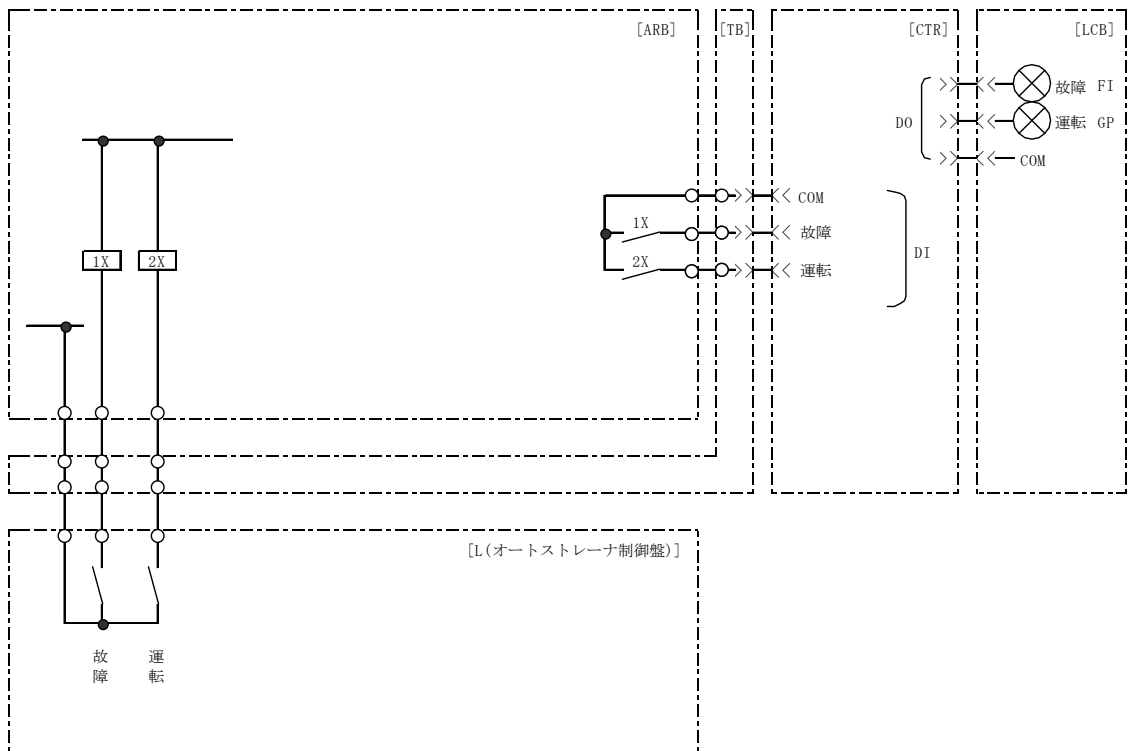 [ARB]
[TB]
[CTR]
[LCB]
故障 FI
DO
運転 GP
COM
COM
1X
故障
DI
2X
運転
1X
2X
[L(オートストレーナ制御盤)]
故障
運転